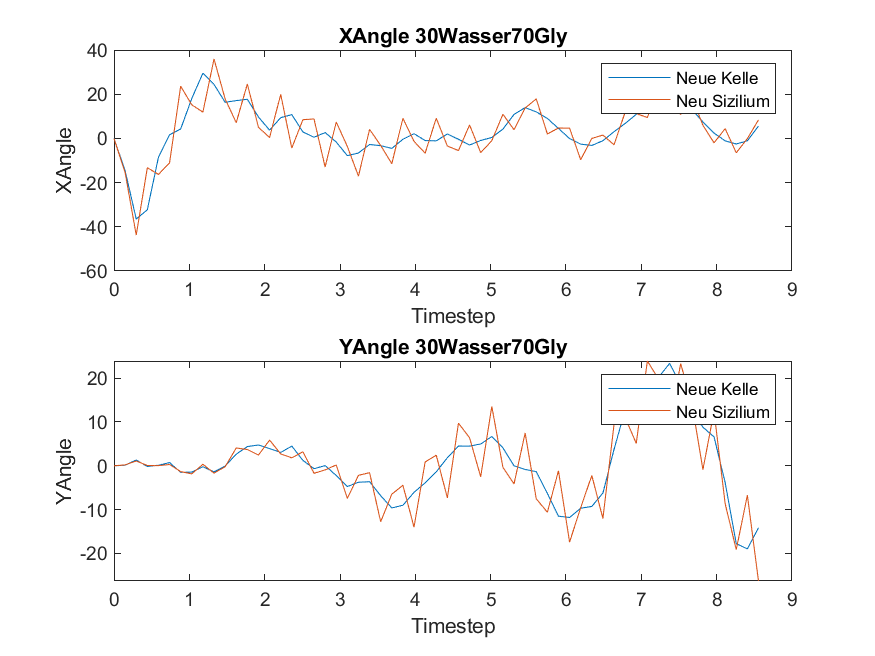 XAngle 30Wasser70Gly
40
20
0
-20
-40
-60
XAngle
Neue Kelle
Neu Sizilium
0 1 2 3 4 5 6 7 8 9
Timestep
YAngle 30Wasser70Gly
20
10
0
-10
-20
YAngle
Neue Kelle
Neu Sizilium
0 1 2 3 4 5 6 7 8 9
Timestep